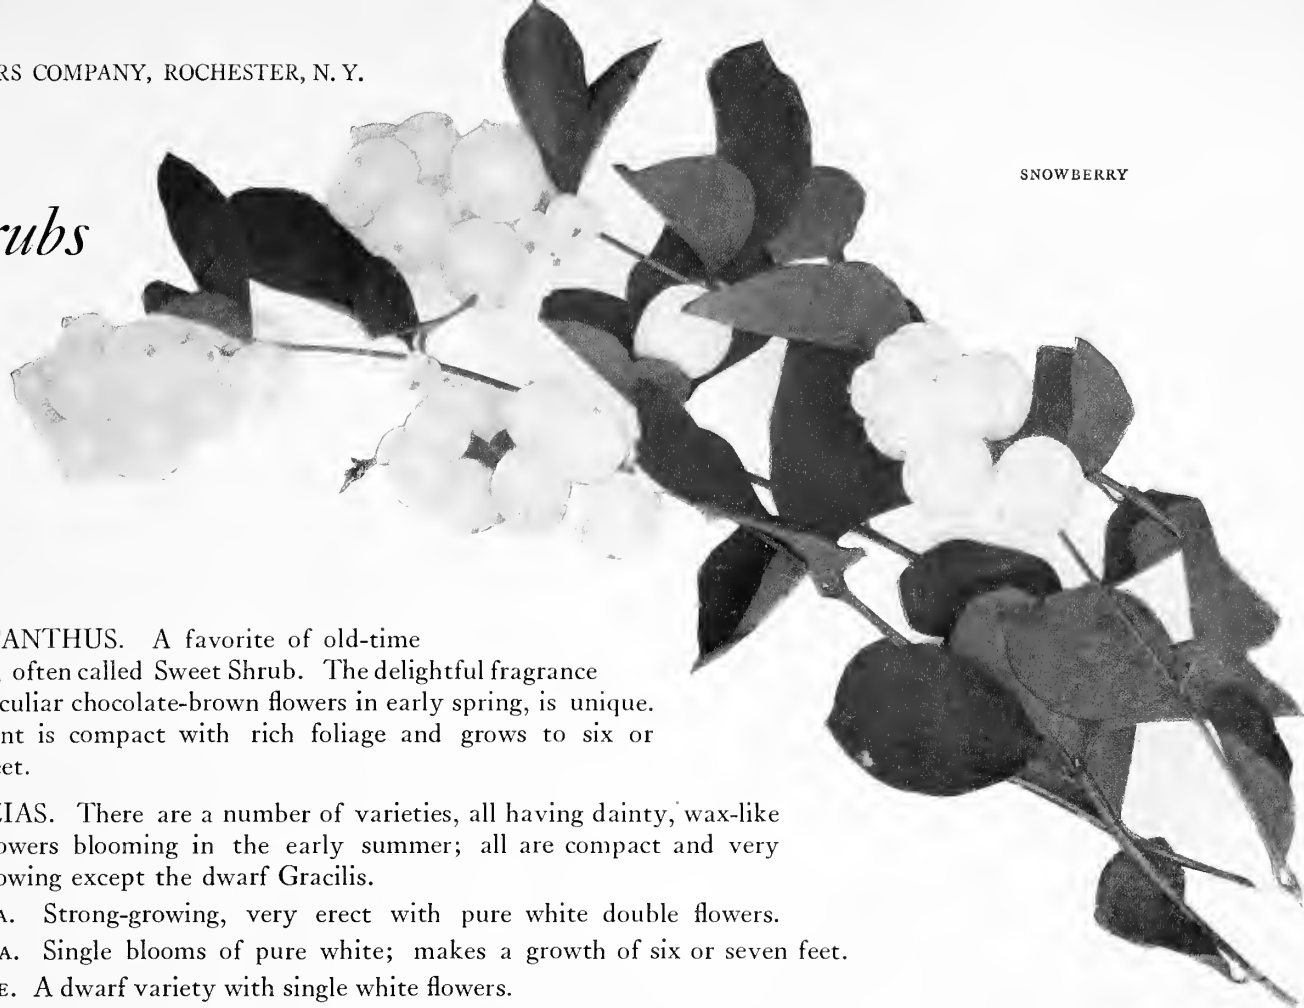 RS COMPANY, ROCHESTER, N. Y.
SNOWBERRY
rubs
ANTHUS. A favorite of old-time
, often called Sweet Shrub. The delightful fragrance
culiar chocolate-brown flowers in early spring, is unique.
nt is compact with rich foliage and grows to six or
et.
IAS. There are a number of varieties, all having dainty, wax-like
owers blooming in the early summer; all are compact and very
owing except the dwarf Gracilis.
A. Strong-growing, very erect with pure white double flowers.
A. Single blooms of pure white; makes a growth of six or seven feet.
E. A dwarf variety with single white flowers.